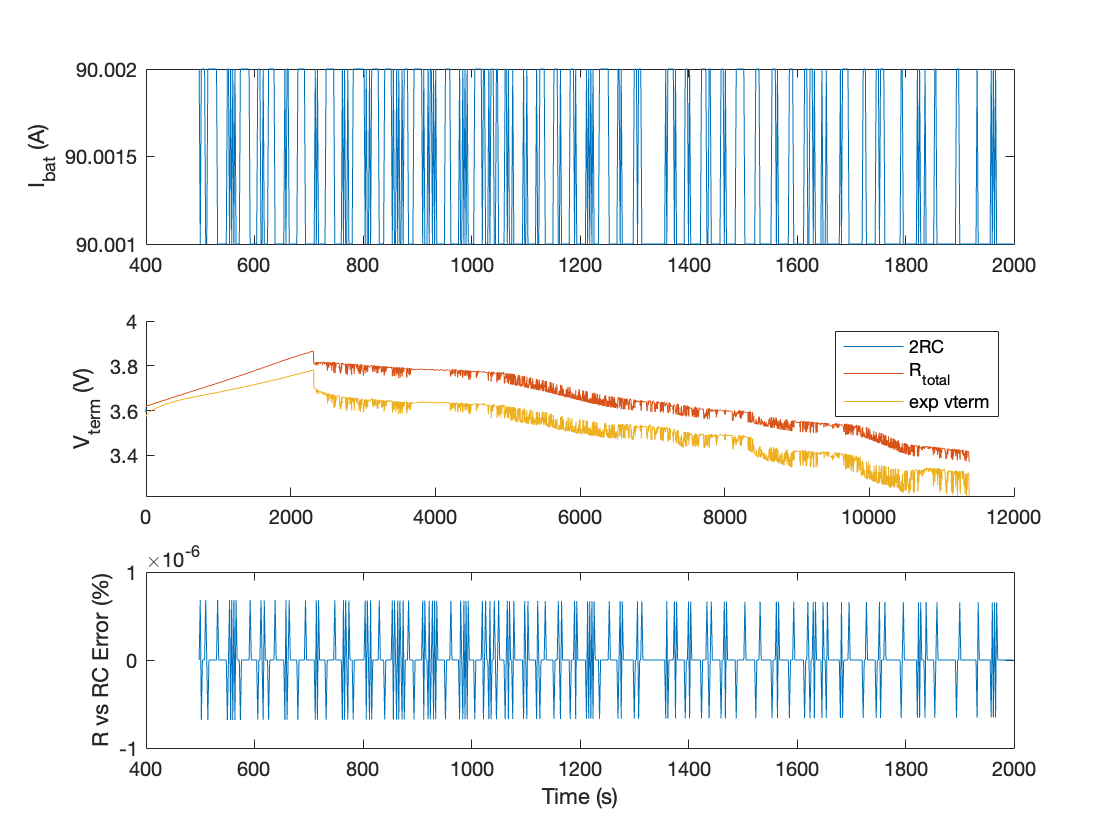 90.002
90.0015
90.001
I_bat (A)
400 600 800 1000 1200 1400 1600 1800 2000
4
3.8
3.6
3.4
V_term (V)
2RC
R_total
exp vterm
0 2000 4000 6000 8000 10000 12000
×10^-6
1
0
-1
R vs RC Error (%)
400 600 800 1000 1200 1400 1600 1800 2000
Time (s)